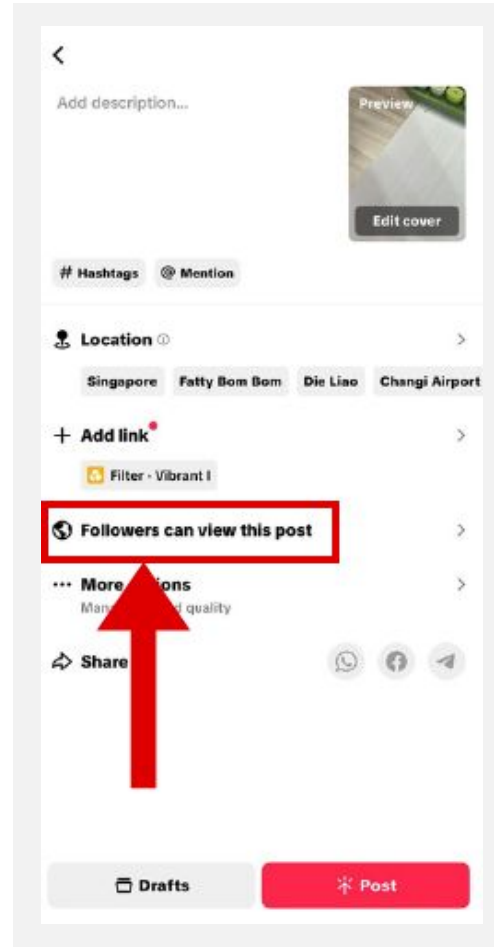 Add description...
Preview
Edit cover
# Hashtags @ Mention
Location
Singapore Fatty Bom Bom Die Liao Changi Airport
+ Add link
Filter · Vibrant I
Followers can view this post
More
quality
Share
Drafts
Post